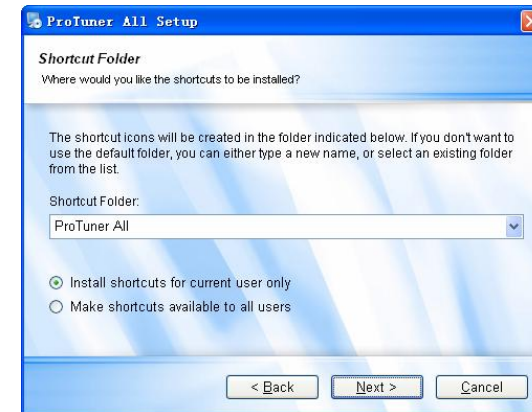 ProTuner All Setup
Shortcut Folder
Where would you like the shortcuts to be installed?
The shortcut icons will be created in the folder indicated below. If you don't want to
use the default folder, you can either type a new name, or select an existing folder
from the list.
Shortcut Folder:
ProTuner All
Install shortcuts for current user only
Make shortcuts available to all users
< Back
Next >
Cancel